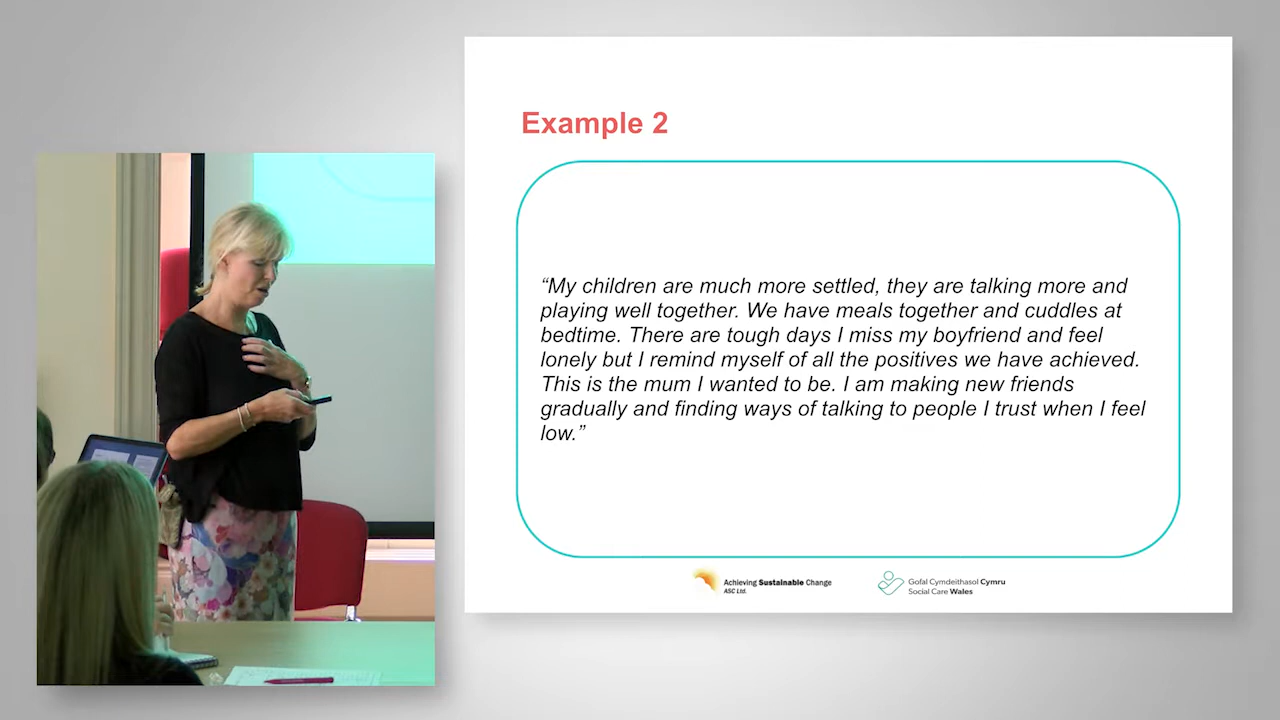 Example 2
“My children are much more settled, they are talking more and
playing well together. We have meals together and cuddles at
bedtime. There are tough days I miss my boyfriend and feel
lonely but I remind myself of all the positives we have achieved.
This is the mum I wanted to be. I am making new friends
gradually and finding ways of talking to people I trust when I feel
low.”
Achieving Sustainable Change
ASC Ltd.
Gofal Cymdeithasol Cymru
Social Care Wales